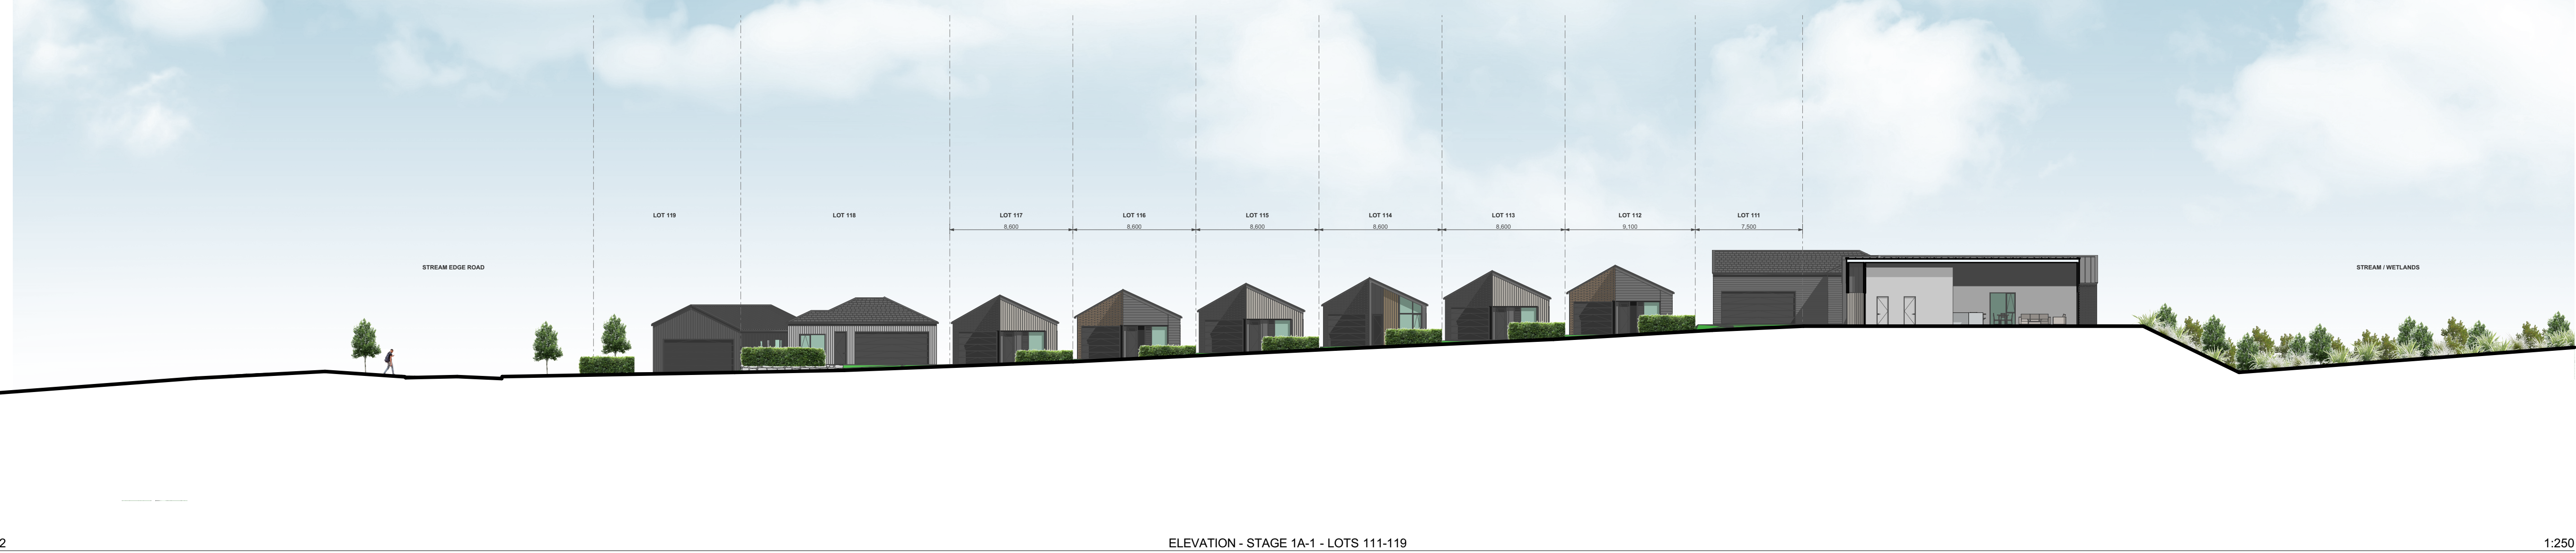 LOT 119
LOT 118
LOT 117
LOT 116
LOT 115
LOT 114
LOT 113
LOT 112
LOT 111
8,600
8,600
8,600
8,600
8,600
9,100
7,500
STREAM EDGE ROAD
STREAM / WETLANDS
2
ELEVATION - STAGE 1A-1 - LOTS 111-119
1:250